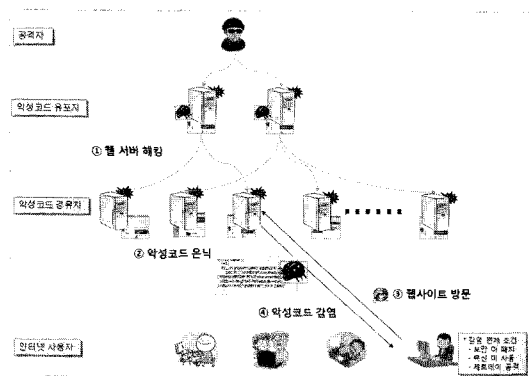 공격자
악성코드 유포지
① 웹 서버 해킹
악성코드 경유지
② 악성코드 은닉
③ 웹사이트 방문
④ 악성코드 감염
인터넷 사용자
* 감염 전제 조건
- 보안 미 패치
- 백신 미 사용
- 제로데이 공격